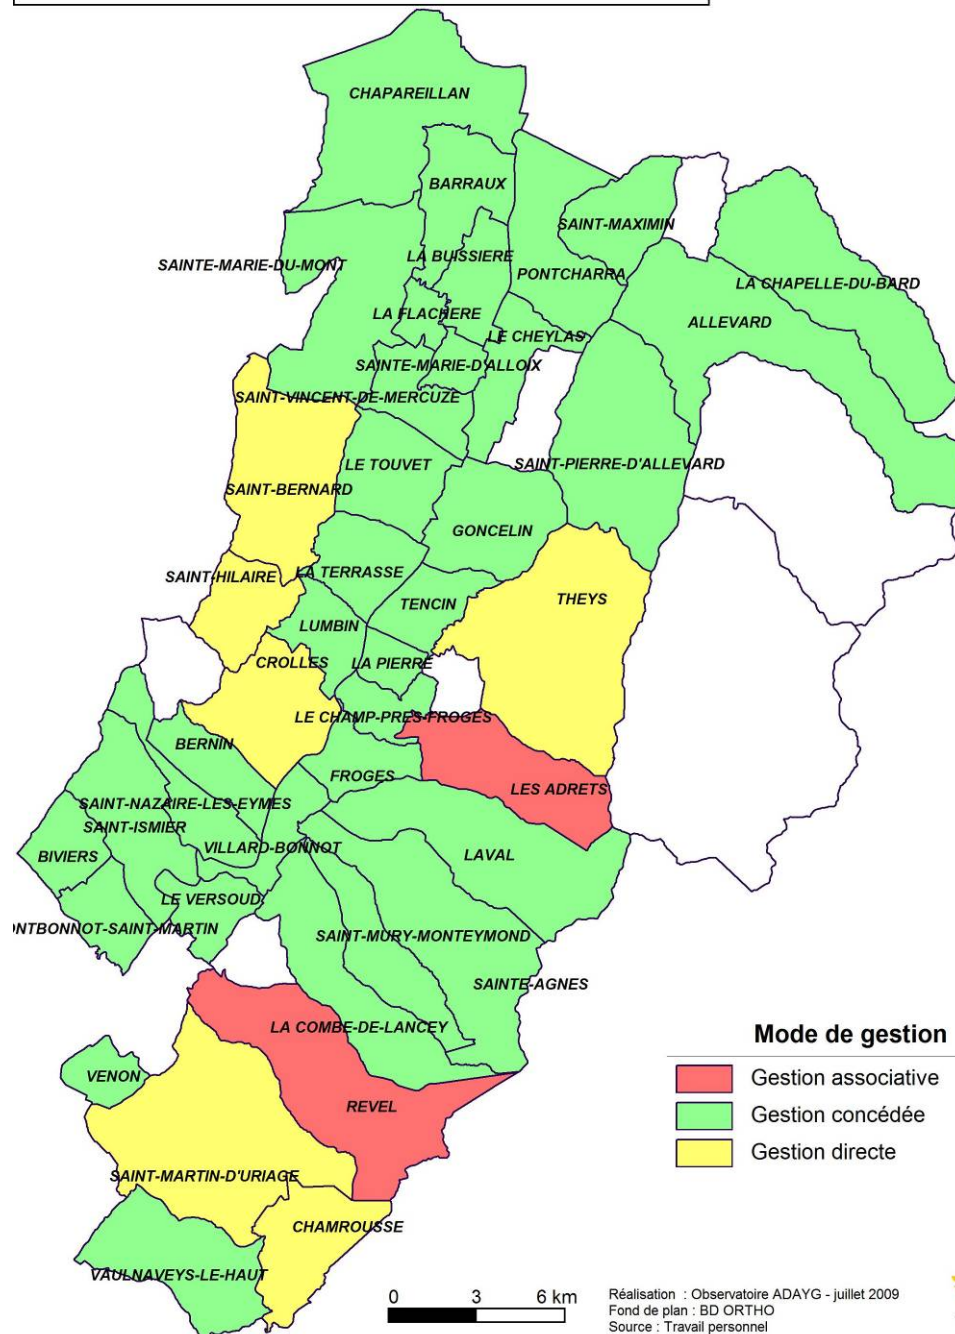 CHAPAREILLAN
BARRAUX
SAINT-MAXIMIN
LA BUISSIERE
SAINTE-MARIE-DU-MONT
PONTCHARRA
LA CHAPELLE-DU-BARD
LA FLACHERE
ALLEVARD
LE CHEYLAS
SAINTE-MARIE-D'ALLOIX
SAINT-VINCENT-DE-MERCUZE
LE TOUVET
SAINT-PIERRE-D'ALLEVARD
SAINT-BERNARD
GONCELIN
LA TERRASSE
SAINT-HILAIRE
THEYS
TENCIN
LUMBIN
CROLLES
LA PIERRE
LE CHAMP-PRES-FROGES
BERNIN
FROGES
LES ADRETS
SAINT-NAZAIRE-LES-EYMES
SAINT-ISMIER
VILLARD-BONNOT
BIVIERS
LAVAL
LE VERSOUD
ONTBONNOT-SAINT-MARTIN
SAINT-MURY-MONTEYMOND
SAINTE-AGNES
LA COMBE-DE-LANCEY
VENON
REVEL
SAINT-MARTIN-D'URIAGE
CHAMROUSSE
VAULNAVEYS-LE-HAUT
Mode de gestion
Gestion associative
Gestion concédée
Gestion directe
0 3 6 km
Réalisation : Observatoire ADAYG - juillet 2009
Fond de plan : BD ORTHO
Source : Travail personnel